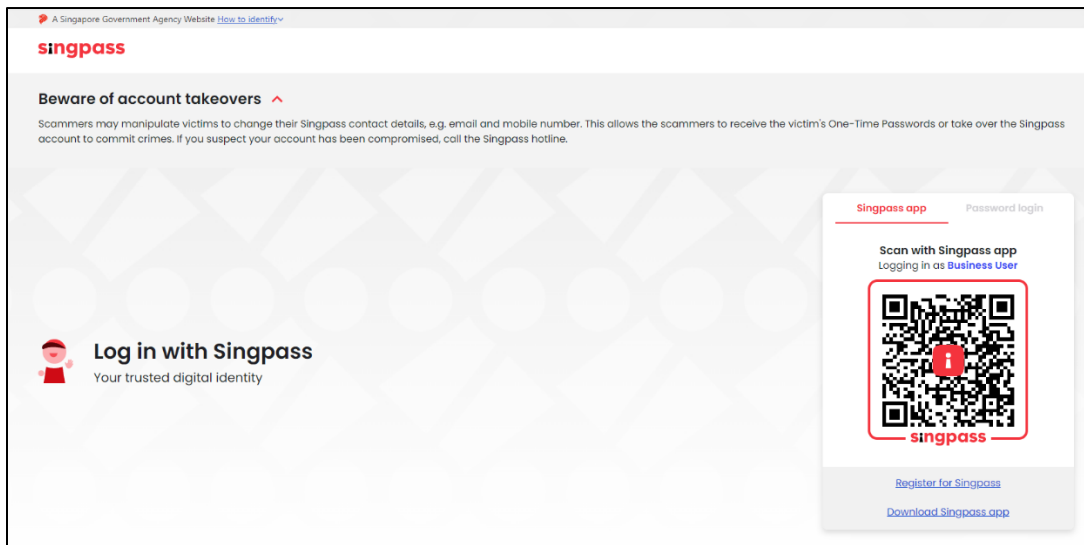 A Singapore Government Agency Website How to identify
singpass
Beware of account takeovers
Scammers may manipulate victims to change their Singpass contact details, e.g. email and mobile number. This allows the scammers to receive the victim's One-Time Passwords or take over the Singpass
account to commit crimes. If you suspect your account has been compromised, call the Singpass hotline.
Singpass app Password login
Scan with Singpass app
Logging in as Business User
singpass
Log in with Singpass
Your trusted digital identity
Register for Singpass
Download Singpass app